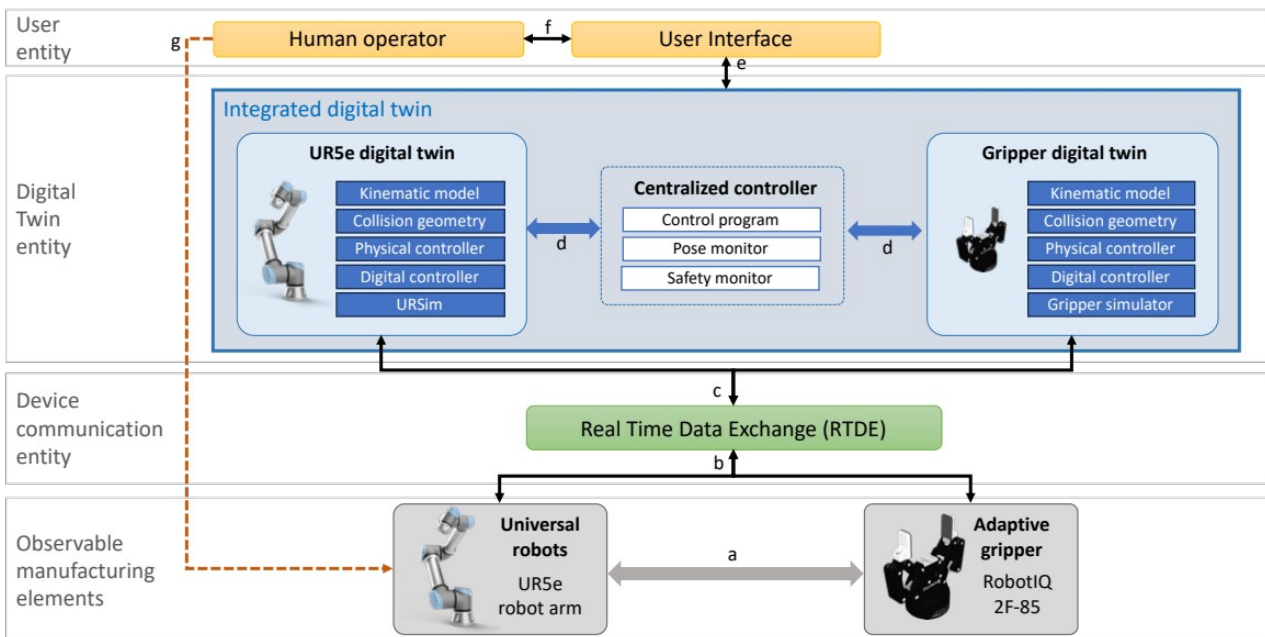 User
entity
g
Human operator
f
User Interface
e
Digital
Twin
entity
Integrated digital twin
UR5e digital twin
Kinematic model
Collision geometry
Physical controller
Digital controller
URSim
d
Centralized controller
Control program
Pose monitor
Safety monitor
d
Gripper digital twin
Kinematic model
Collision geometry
Physical controller
Digital controller
Gripper simulator
Device
communication
entity
c
Real Time Data Exchange (RTDE)
b
Observable
manufacturing
elements
Universal
robots
UR5e
robot arm
a
Adaptive
gripper
RobotIQ
2F-85